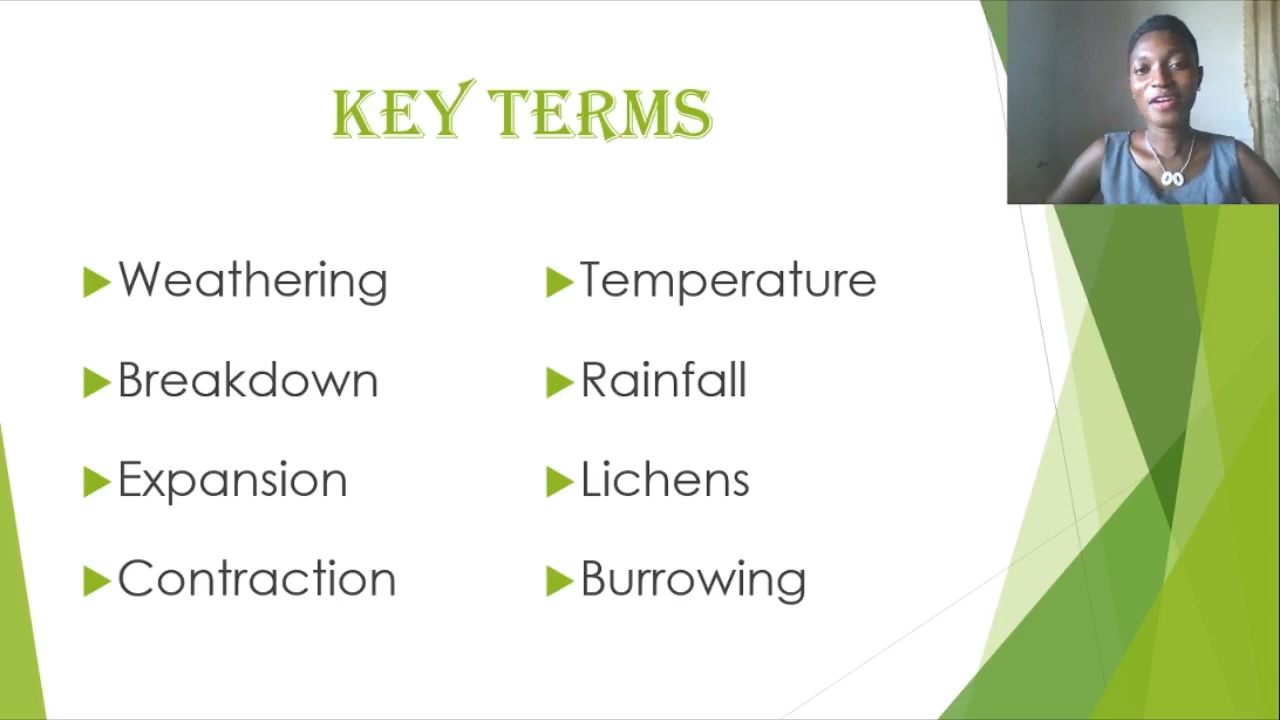 KEY TERMS
Weathering
Breakdown
Expansion
Contraction
Temperature
Rainfall
Lichens
Burrowing